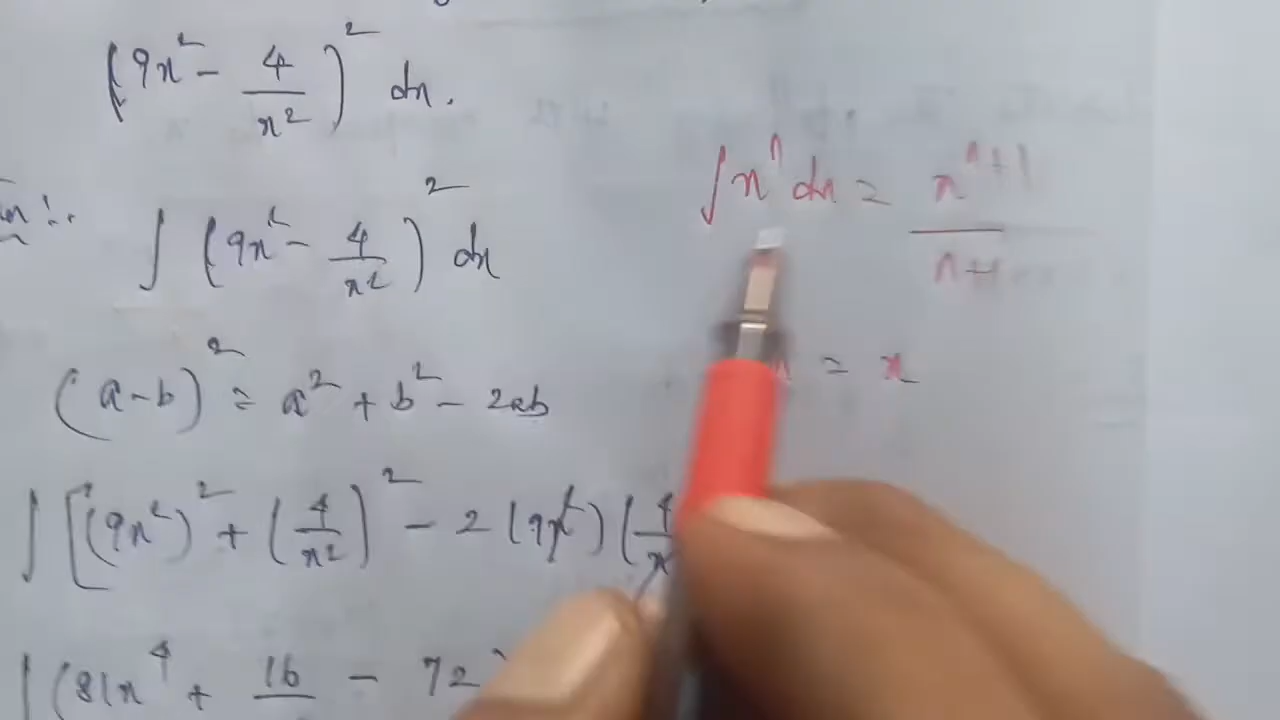 (9x² - 4/x²)² dx.
∫ (9x² - 4/x²)² dx
(a-b)² = a² + b² - 2ab
∫ [(9x²)² + (4/x²)² - 2 (9x²) (4/x
∫ (81x⁴ + 16 - 72
∫ xⁿ dx = xⁿ⁺¹/n+1
= x